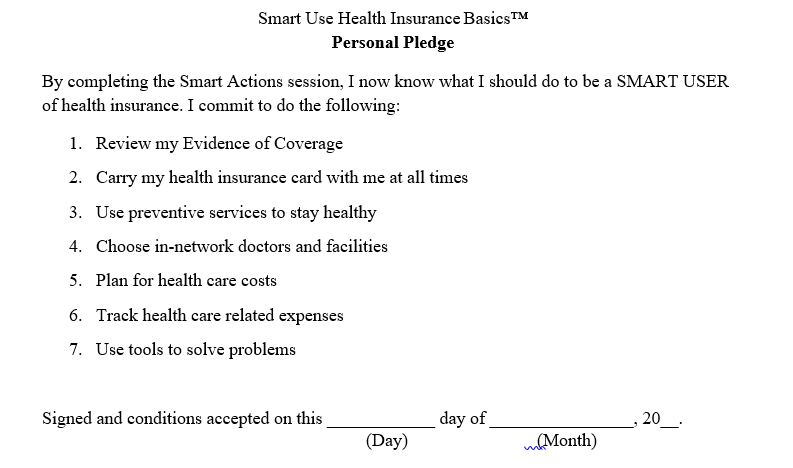 Smart Use Health Insurance Basics™
Personal Pledge
By completing the Smart Actions session, I now know what I should do to be a SMART USER
of health insurance. I commit to do the following:
1. Review my Evidence of Coverage
2. Carry my health insurance card with me at all times
3. Use preventive services to stay healthy
4. Choose in-network doctors and facilities
5. Plan for health care costs
6. Track health care related expenses
7. Use tools to solve problems
Signed and conditions accepted on this ____________ day of ________________, 20__.
(Day) (Month)